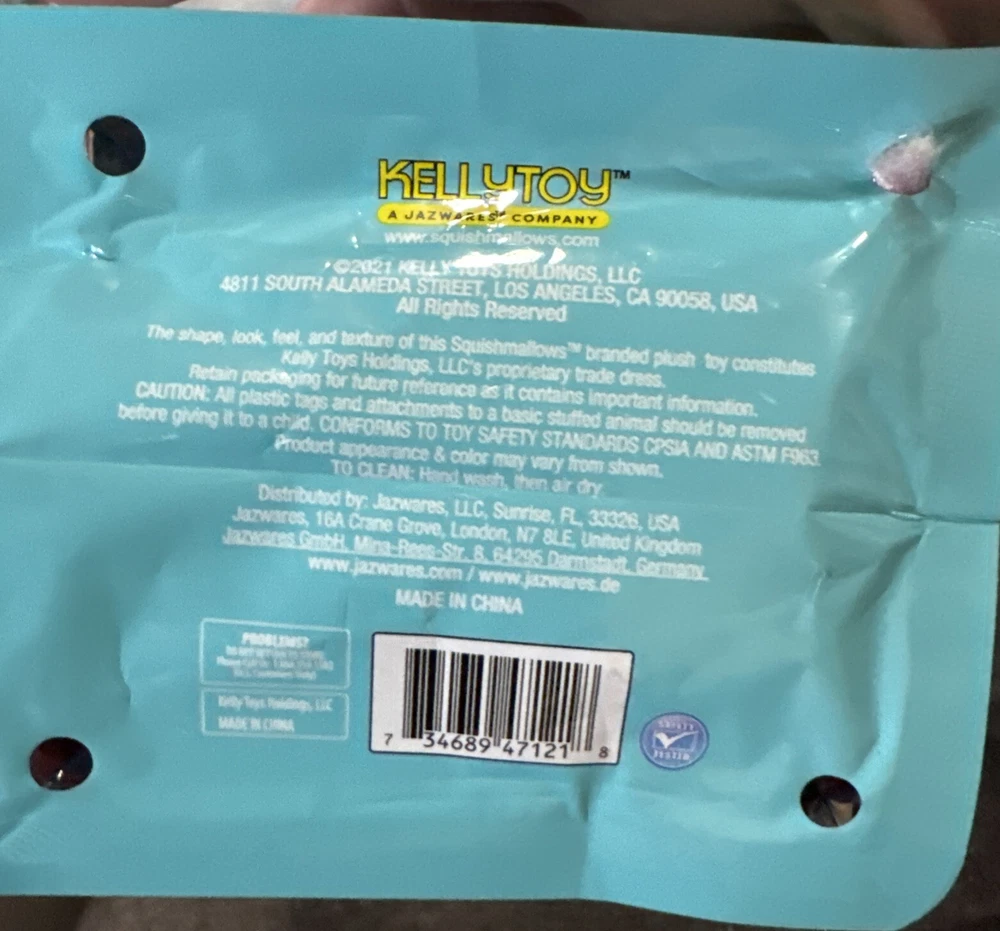 KELLYTOY™
A JAZWARES® COMPANY
www.squishmallows.com
©2021 KELLY TOYS HOLDINGS, LLC
4811 SOUTH ALAMEDA STREET, LOS ANGELES, CA 90058, USA
All Rights Reserved
The shape, look, feel, and texture of this Squishmallows™ branded plush toy constitutes
Kelly Toys Holdings, LLC's proprietary trade dress.
Retain packaging for future reference as it contains important information.
CAUTION: All plastic tags and attachments to a basic stuffed animal should be removed
before giving it to a child. CONFORMS TO TOY SAFETY STANDARDS CPSIA AND ASTM F963.
Product appearance & color may vary from shown.
TO CLEAN: Hand wash, then air dry.
Distributed by: Jazwares, LLC, Sunrise, FL, 33326, USA
Jazwares, 16A Crane Grove, London, N7 8LE, United Kingdom
Jazwares GmbH, Mina-Rees-Str. 8, 64295 Darmstadt, Germany
www.jazwares.com / www.jazwares.de
MADE IN CHINA
PROBLEMS?
Kelly Toys Holdings, LLC
MADE IN CHINA
7 34689 47121 8
SAFETY
TESTED